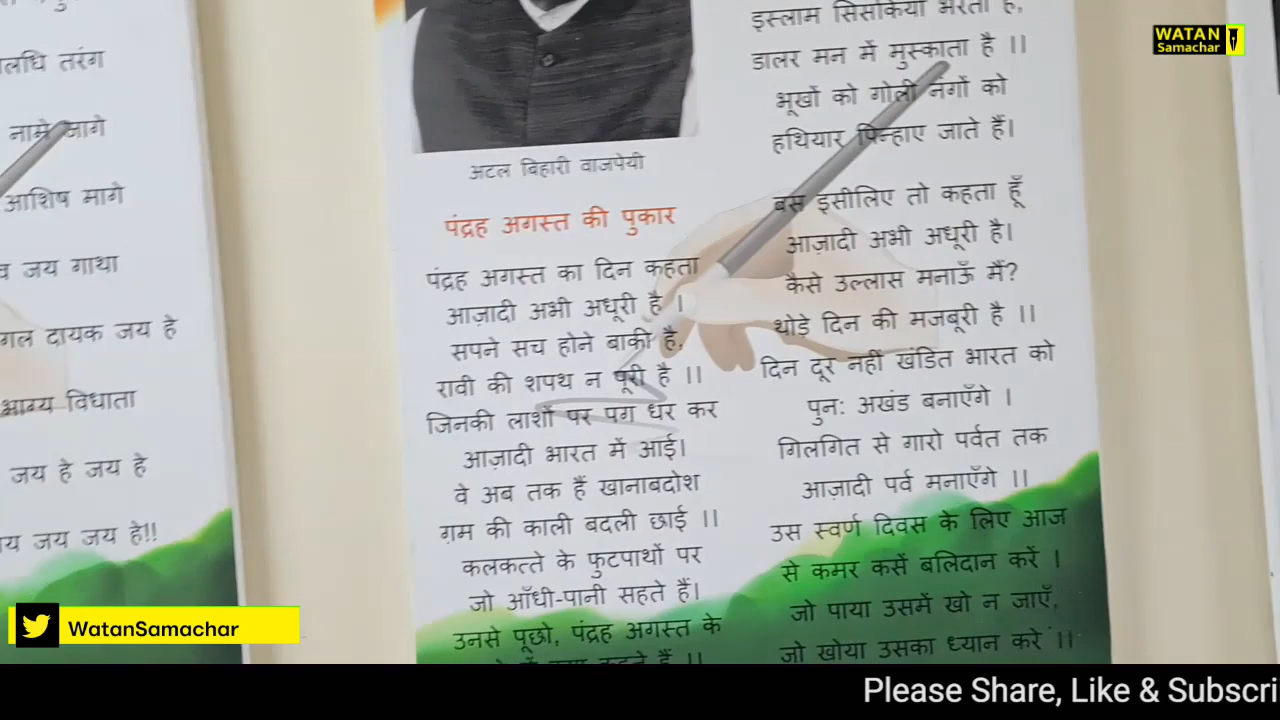 लधि तरंग
नामे जागे
आशिष मागे
जय गाथा
गल दायक जय हे
भाग्य विधाता
जय हे जय हे
जय जय हे!!
अटल बिहारी वाजपेयी
पंद्रह अगस्त की पुकार
पंद्रह अगस्त का दिन कहता
आज़ादी अभी अधूरी है ।
सपने सच होने बाकी है,
रावी की शपथ न पूरी है ।।
जिनकी लाशों पर पग धर कर
आज़ादी भारत में आई।
वे अब तक हैं खानाबदोश
ग़म की काली बदली छाई ।।
कलकत्ते के फुटपाथों पर
जो आँधी-पानी सहते हैं।
उनसे पूछो, पंद्रह अगस्त के
इस्लाम सिसकियाँ भरता है,
डालर मन में मुस्काता है ।।
भूखों को गोली नंगों को
हथियार पिन्हाए जाते हैं।
बस इसीलिए तो कहता हूँ
आज़ादी अभी अधूरी है।
कैसे उल्लास मनाऊँ मैं?
थोड़े दिन की मजबूरी है ।।
दिन दूर नहीं खंडित भारत को
पुन: अखंड बनाएँगे ।
गिलगित से गारो पर्वत तक
आज़ादी पर्व मनाएँगे ।।
उस स्वर्ण दिवस के लिए आज
से कमर कसें बलिदान करें ।
जो पाया उसमें खो न जाएँ,
जो खोया उसका ध्यान करे ।।
WATAN
Samachar
WatanSamachar
Please Share, Like & Subscri